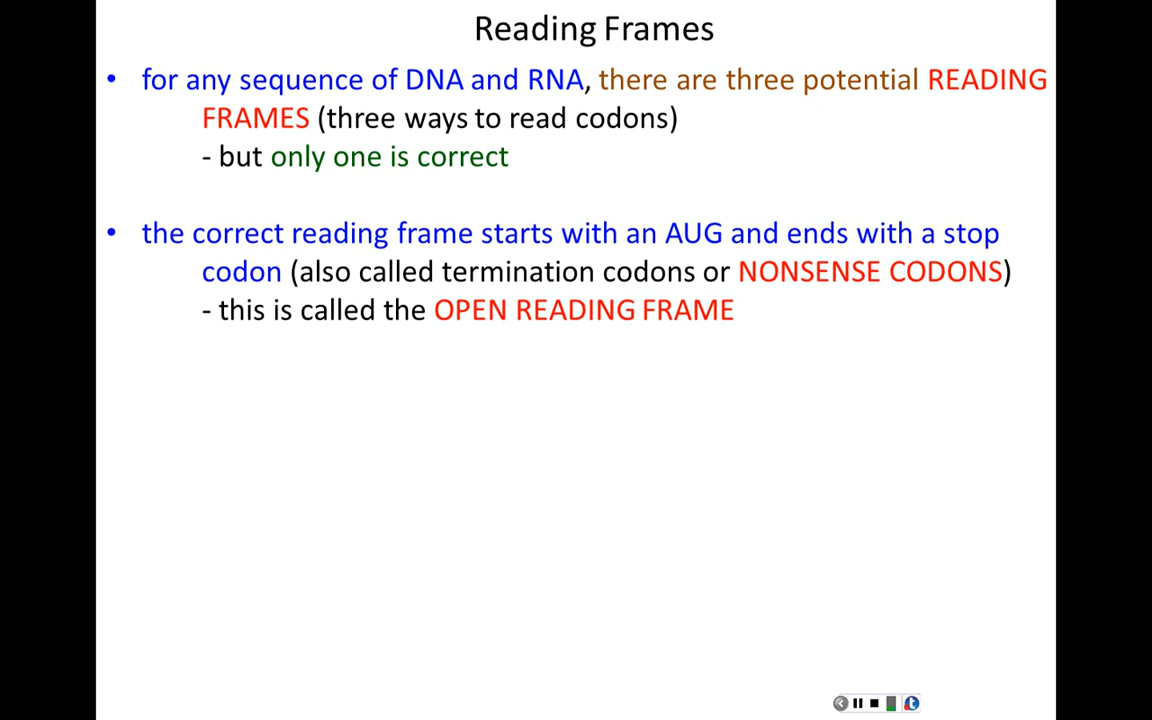 Reading Frames
• for any sequence of DNA and RNA, there are three potential READING
FRAMES (three ways to read codons)
- but only one is correct
• the correct reading frame starts with an AUG and ends with a stop
codon (also called termination codons or NONSENSE CODONS)
- this is called the OPEN READING FRAME